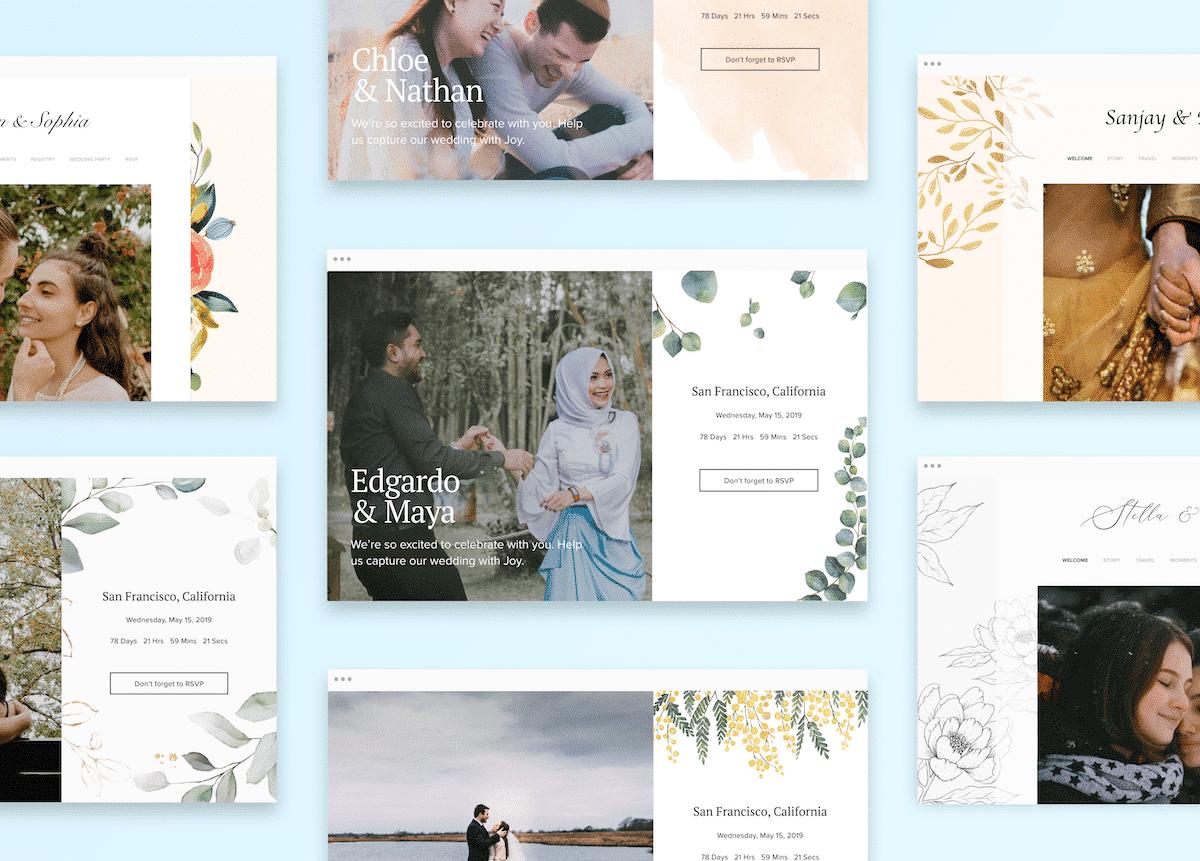 & Sophia
REGISTRY WEDDING PARTY RSVP
San Francisco, California
Wednesday, May 15, 2019
78 Days 21 Hrs 59 Mins 21 Secs
Don't forget to RSVP
78 Days 21 Hrs 59 Mins 21 Secs
Don't forget to RSVP
Chloe
& Nathan
We're so excited to celebrate with you. Help
us capture our wedding with Joy.
San Francisco, California
Wednesday, May 15, 2019
78 Days 21 Hrs 59 Mins 21 Secs
Don't forget to RSVP
Edgardo
& Maya
We're so excited to celebrate with you. Help
us capture our wedding with Joy.
San Francisco, California
Wednesday, May 15, 2019
78 Days 21 Hrs 59 Mins 21 Secs
Sanjay &
WELCOME STORY TRAVEL MOMENTS
Stella &
WELCOME STORY TRAVEL MOMENTS